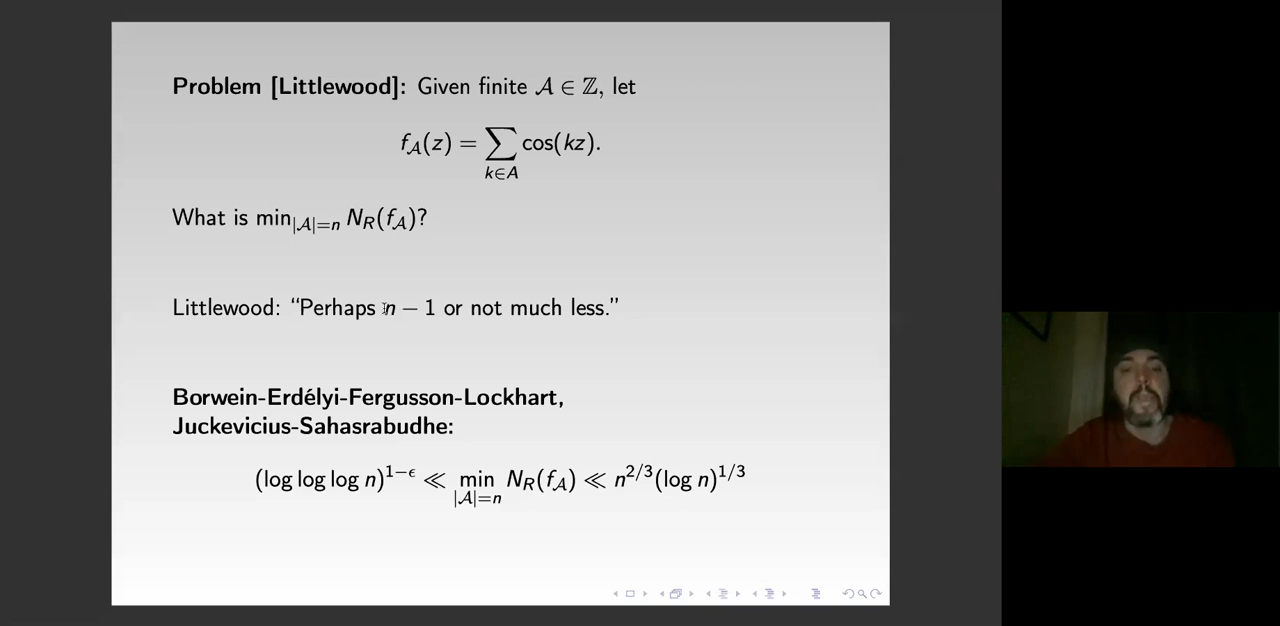 Problem [Littlewood]: Given finite 𝒜 ∈ ℤ, let
f_𝒜(z) = ∑_{k∈A} cos(kz).
What is min_{|𝒜|=n} N_R(f_𝒜)?
Littlewood: “Perhaps n − 1 or not much less.”
Borwein-Erdélyi-Fergusson-Lockhart,
Juckevicius-Sahasrabudhe:
(log log log n)^{1−ϵ} ≪ min_{|𝒜|=n} N_R(f_𝒜) ≪ n^{2/3}(log n)^{1/3}